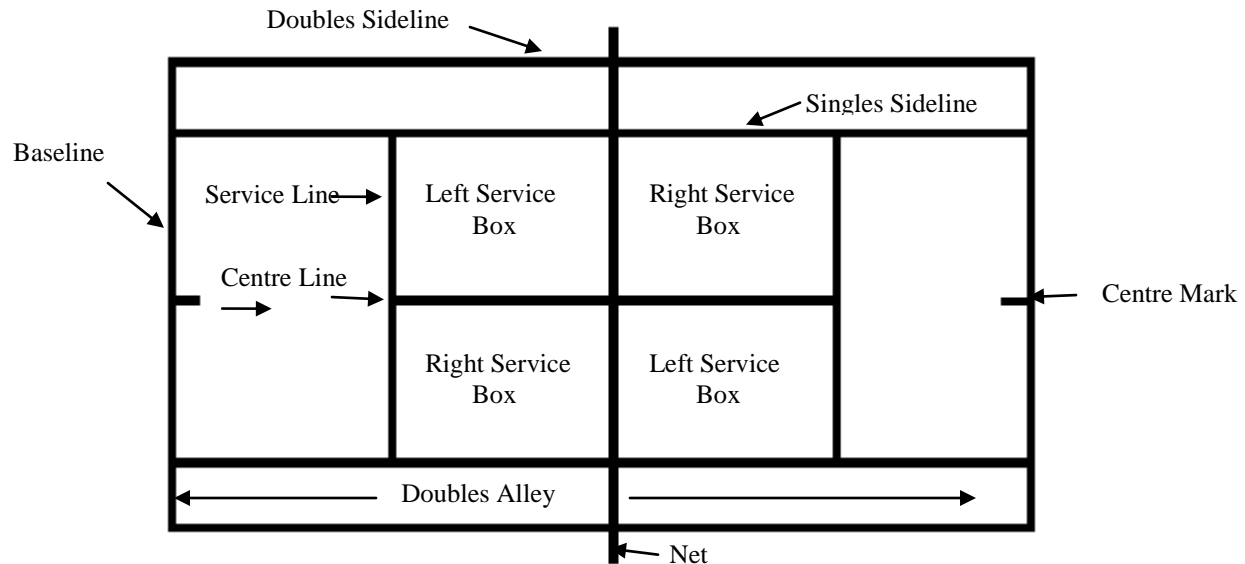 Doubles Sideline
Singles Sideline
Baseline
Service Line
Left Service
Box
Right Service
Box
Centre Line
Centre Mark
Right Service
Box
Left Service
Box
Doubles Alley
Net